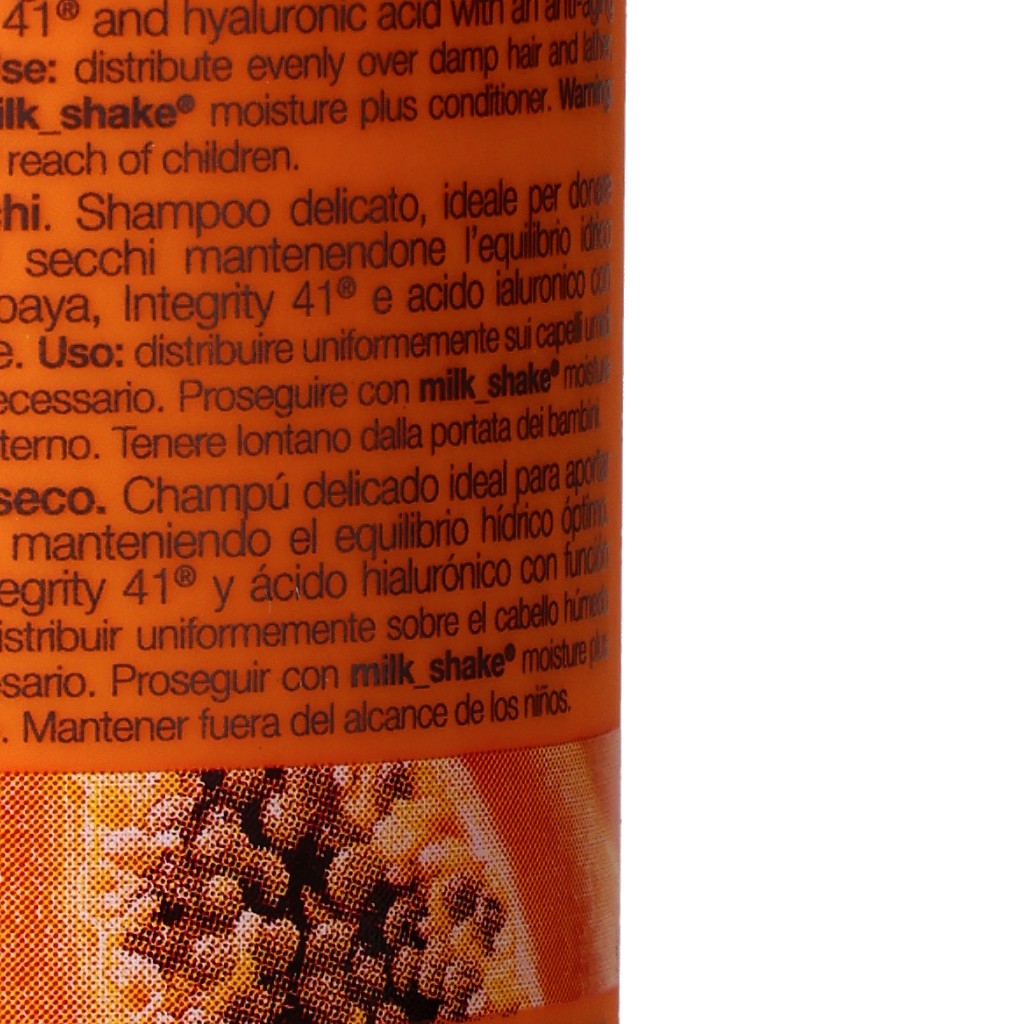 41® and hyaluronic acid with an anti-aging
se: distribute evenly over damp hair and lather,
ilk_shake® moisture plus conditioner. Warning:
reach of children.
chi. Shampoo delicato, ideale per donare
secchi mantenendone l'equilibrio idrico
paya, Integrity 41® e acido ialuronico con
e. Uso: distribuire uniformemente sui capelli umidi
ecessario. Proseguire con milk_shake® moisture
terno. Tenere lontano dalla portata dei bambini.
seco. Champú delicado ideal para aportar
manteniendo el equilibrio hídrico óptimo.
egrity 41® y ácido hialurónico con función
istribuir uniformemente sobre el cabello húmedo
sario. Proseguir con milk_shake® moisture plus
. Mantener fuera del alcance de los niños.